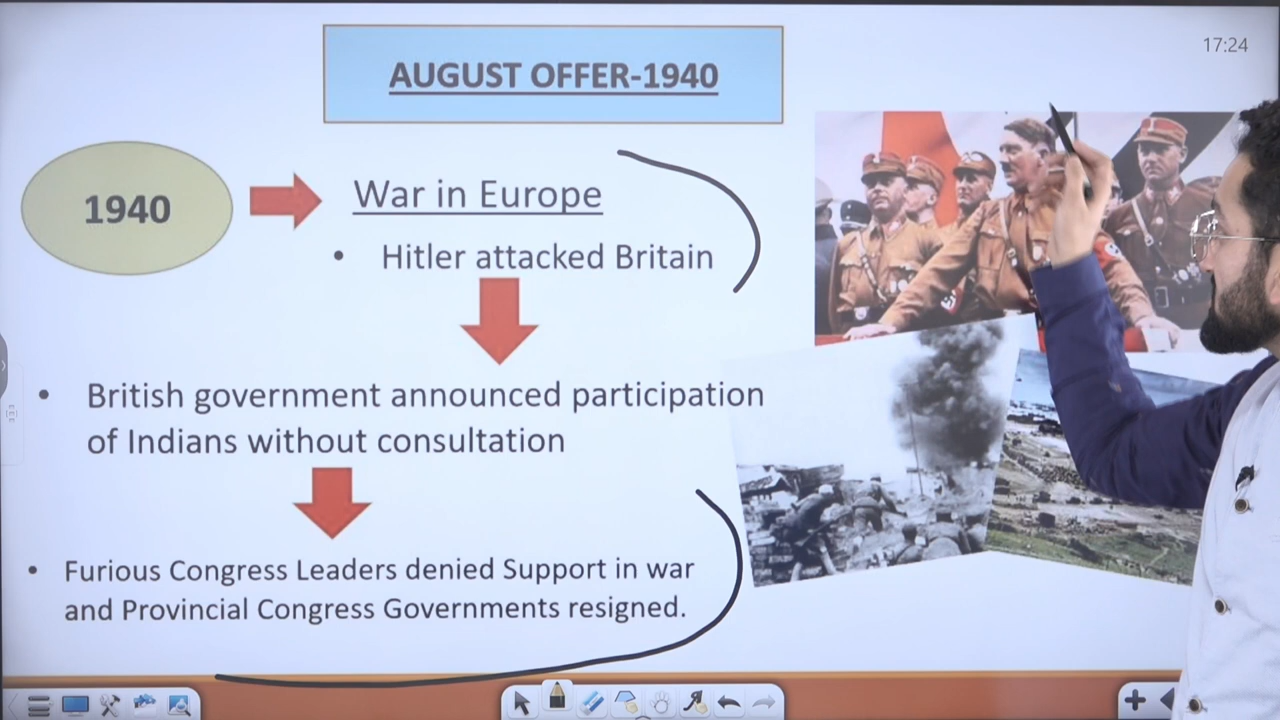 AUGUST OFFER-1940
17:24
1940
War in Europe
• Hitler attacked Britain
• British government announced participation
of Indians without consultation
• Furious Congress Leaders denied Support in war
and Provincial Congress Governments resigned.